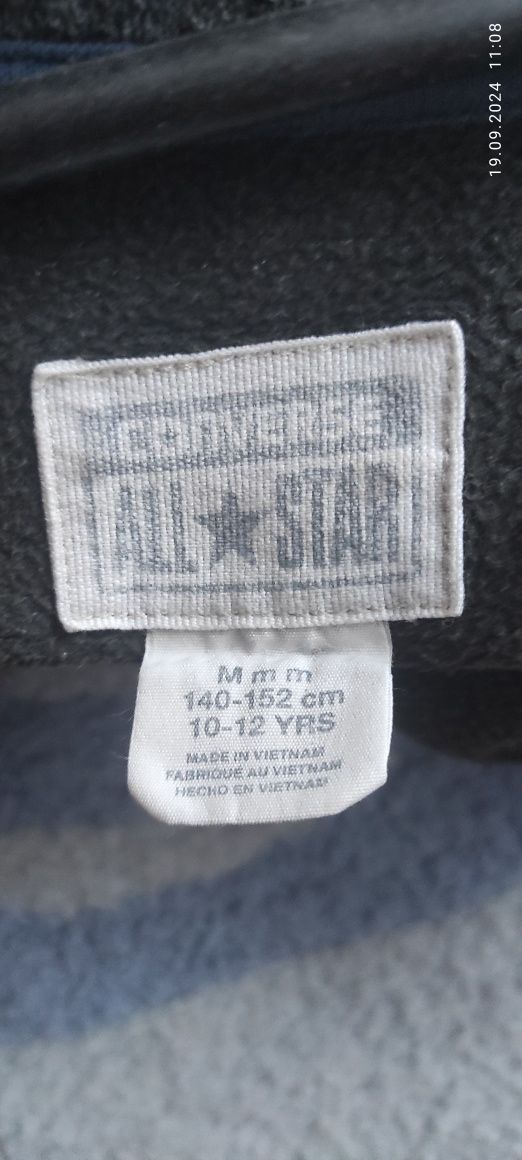 19.09.2024 11:08
CONVERSE
ALL ★ STAR
M m m
140-152 cm
10-12 YRS
MADE IN VIETNAM
FABRIQUÉ AU VIETNAM
HECHO EN VIETNAM